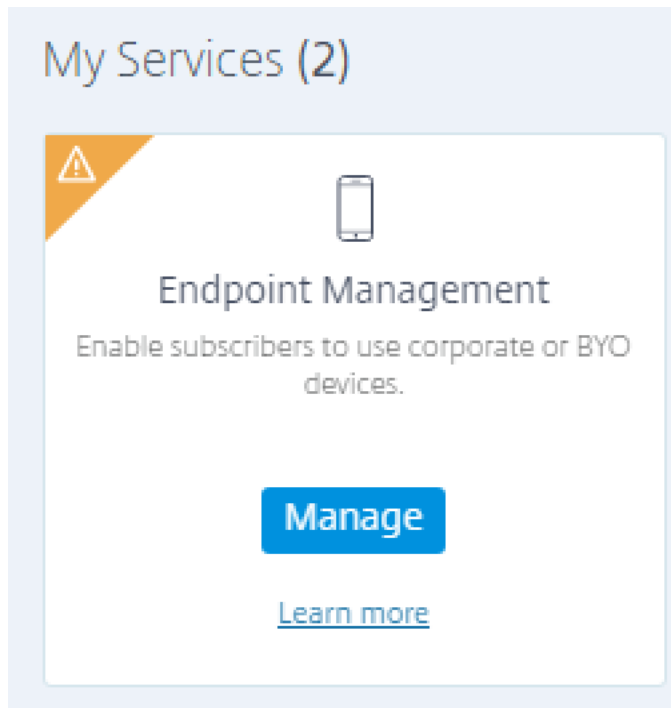 My Services (2)
Endpoint Management
Enable subscribers to use corporate or BYO
devices.
Manage
Learn more